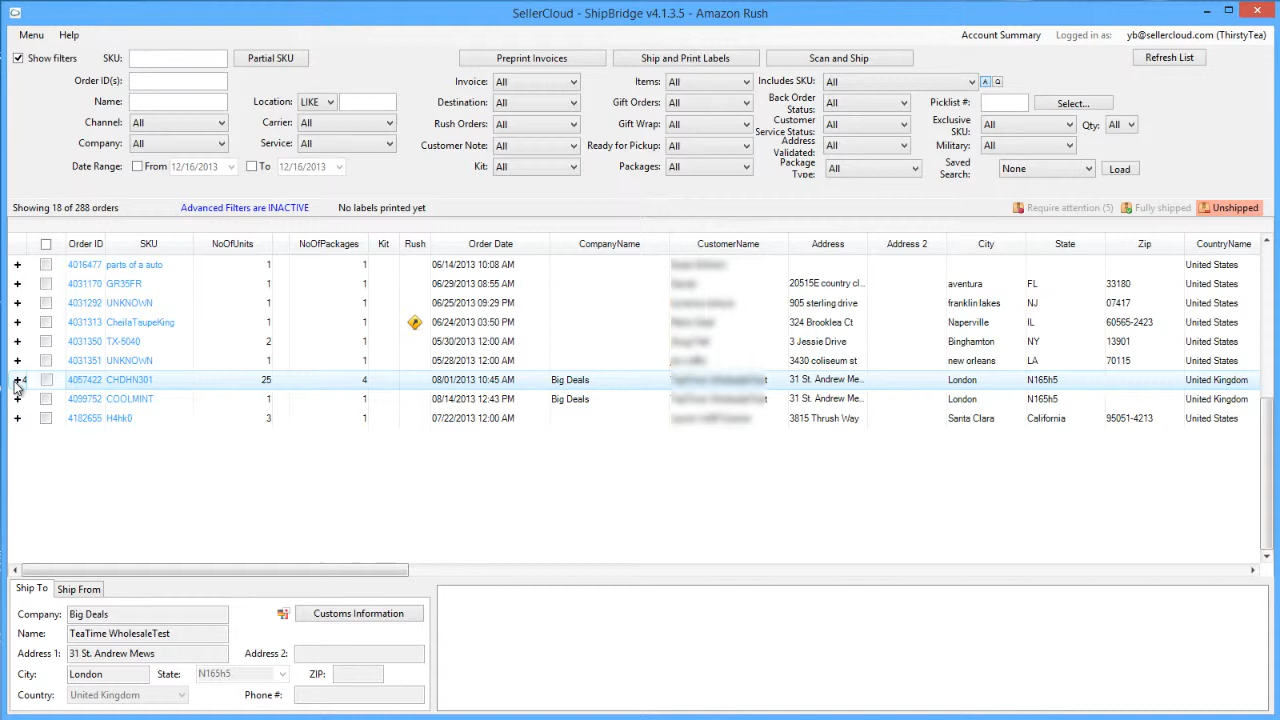 SellerCloud - ShipBridge v4.1.3.5 - Amazon Rush
Menu Help Account Summary Logged in as: yb@sellercloud.com (ThirstyTea)
Show filters SKU: Partial SKU Preprint Invoices Ship and Print Labels Scan and Ship Refresh List
Order ID(s): Invoice: All Items: All Includes SKU: All
Name: Location: LIKE Destination: All Gift Orders: All Back Order Status: All Picklist #: Select...
Channel: All Carrier: All Rush Orders: All Gift Wrap: All Customer Service Status: All Exclusive SKU: All Qty: All
Company: All Service: All Customer Note: All Ready for Pickup: All Address Validated: All Military: All
Date Range: From 12/16/2013 To 12/16/2013 Kit: All Packages: All Package Type: All Saved Search: None Load
Showing 18 of 288 orders Advanced Filters are INACTIVE No labels printed yet Require attention (5) Fully shipped Unshipped
Order ID SKU NoOfUnits NoOfPackages Kit Rush Order Date CompanyName CustomerName Address Address 2 City State Zip CountryName
4016477 parts of a auto 1 1 06/14/2013 10:08 AM United States
4031170 GR35FR 1 1 06/29/2013 08:55 AM 20515E country cl... aventura FL 33180 United States
4031292 UNKNOWN 1 1 06/25/2013 09:29 PM 905 sterling drive franklin lakes NJ 07417 United States
4031313 CheilaTaupeKing 1 1 06/24/2013 03:50 PM 324 Brooklea Ct Naperville IL 60565-2423 United States
4031350 TX-5040 2 1 05/30/2013 12:00 AM 3 Jessie Drive Binghamton NY 13901 United States
4031351 UNKNOWN 1 1 05/28/2013 12:00 AM 3430 coliseum st new orleans LA 70115 United States
4057422 CHDHN301 25 4 08/01/2013 10:45 AM Big Deals 31 St. Andrew Me... London N165h5 United Kingdom
4099752 COOLMINT 1 1 08/14/2013 12:43 PM Big Deals 31 St. Andrew Me... London N165h5 United Kingdom
4182655 H4hk0 3 1 07/22/2013 12:00 AM 3815 Thrush Way Santa Clara California 95051-4213 United States
Ship To Ship From
Company: Big Deals Customs Information
Name: TeaTime WholesaleTest
Address 1: 31 St. Andrew Mews Address 2:
City: London State: N165h5 ZIP:
Country: United Kingdom Phone #: